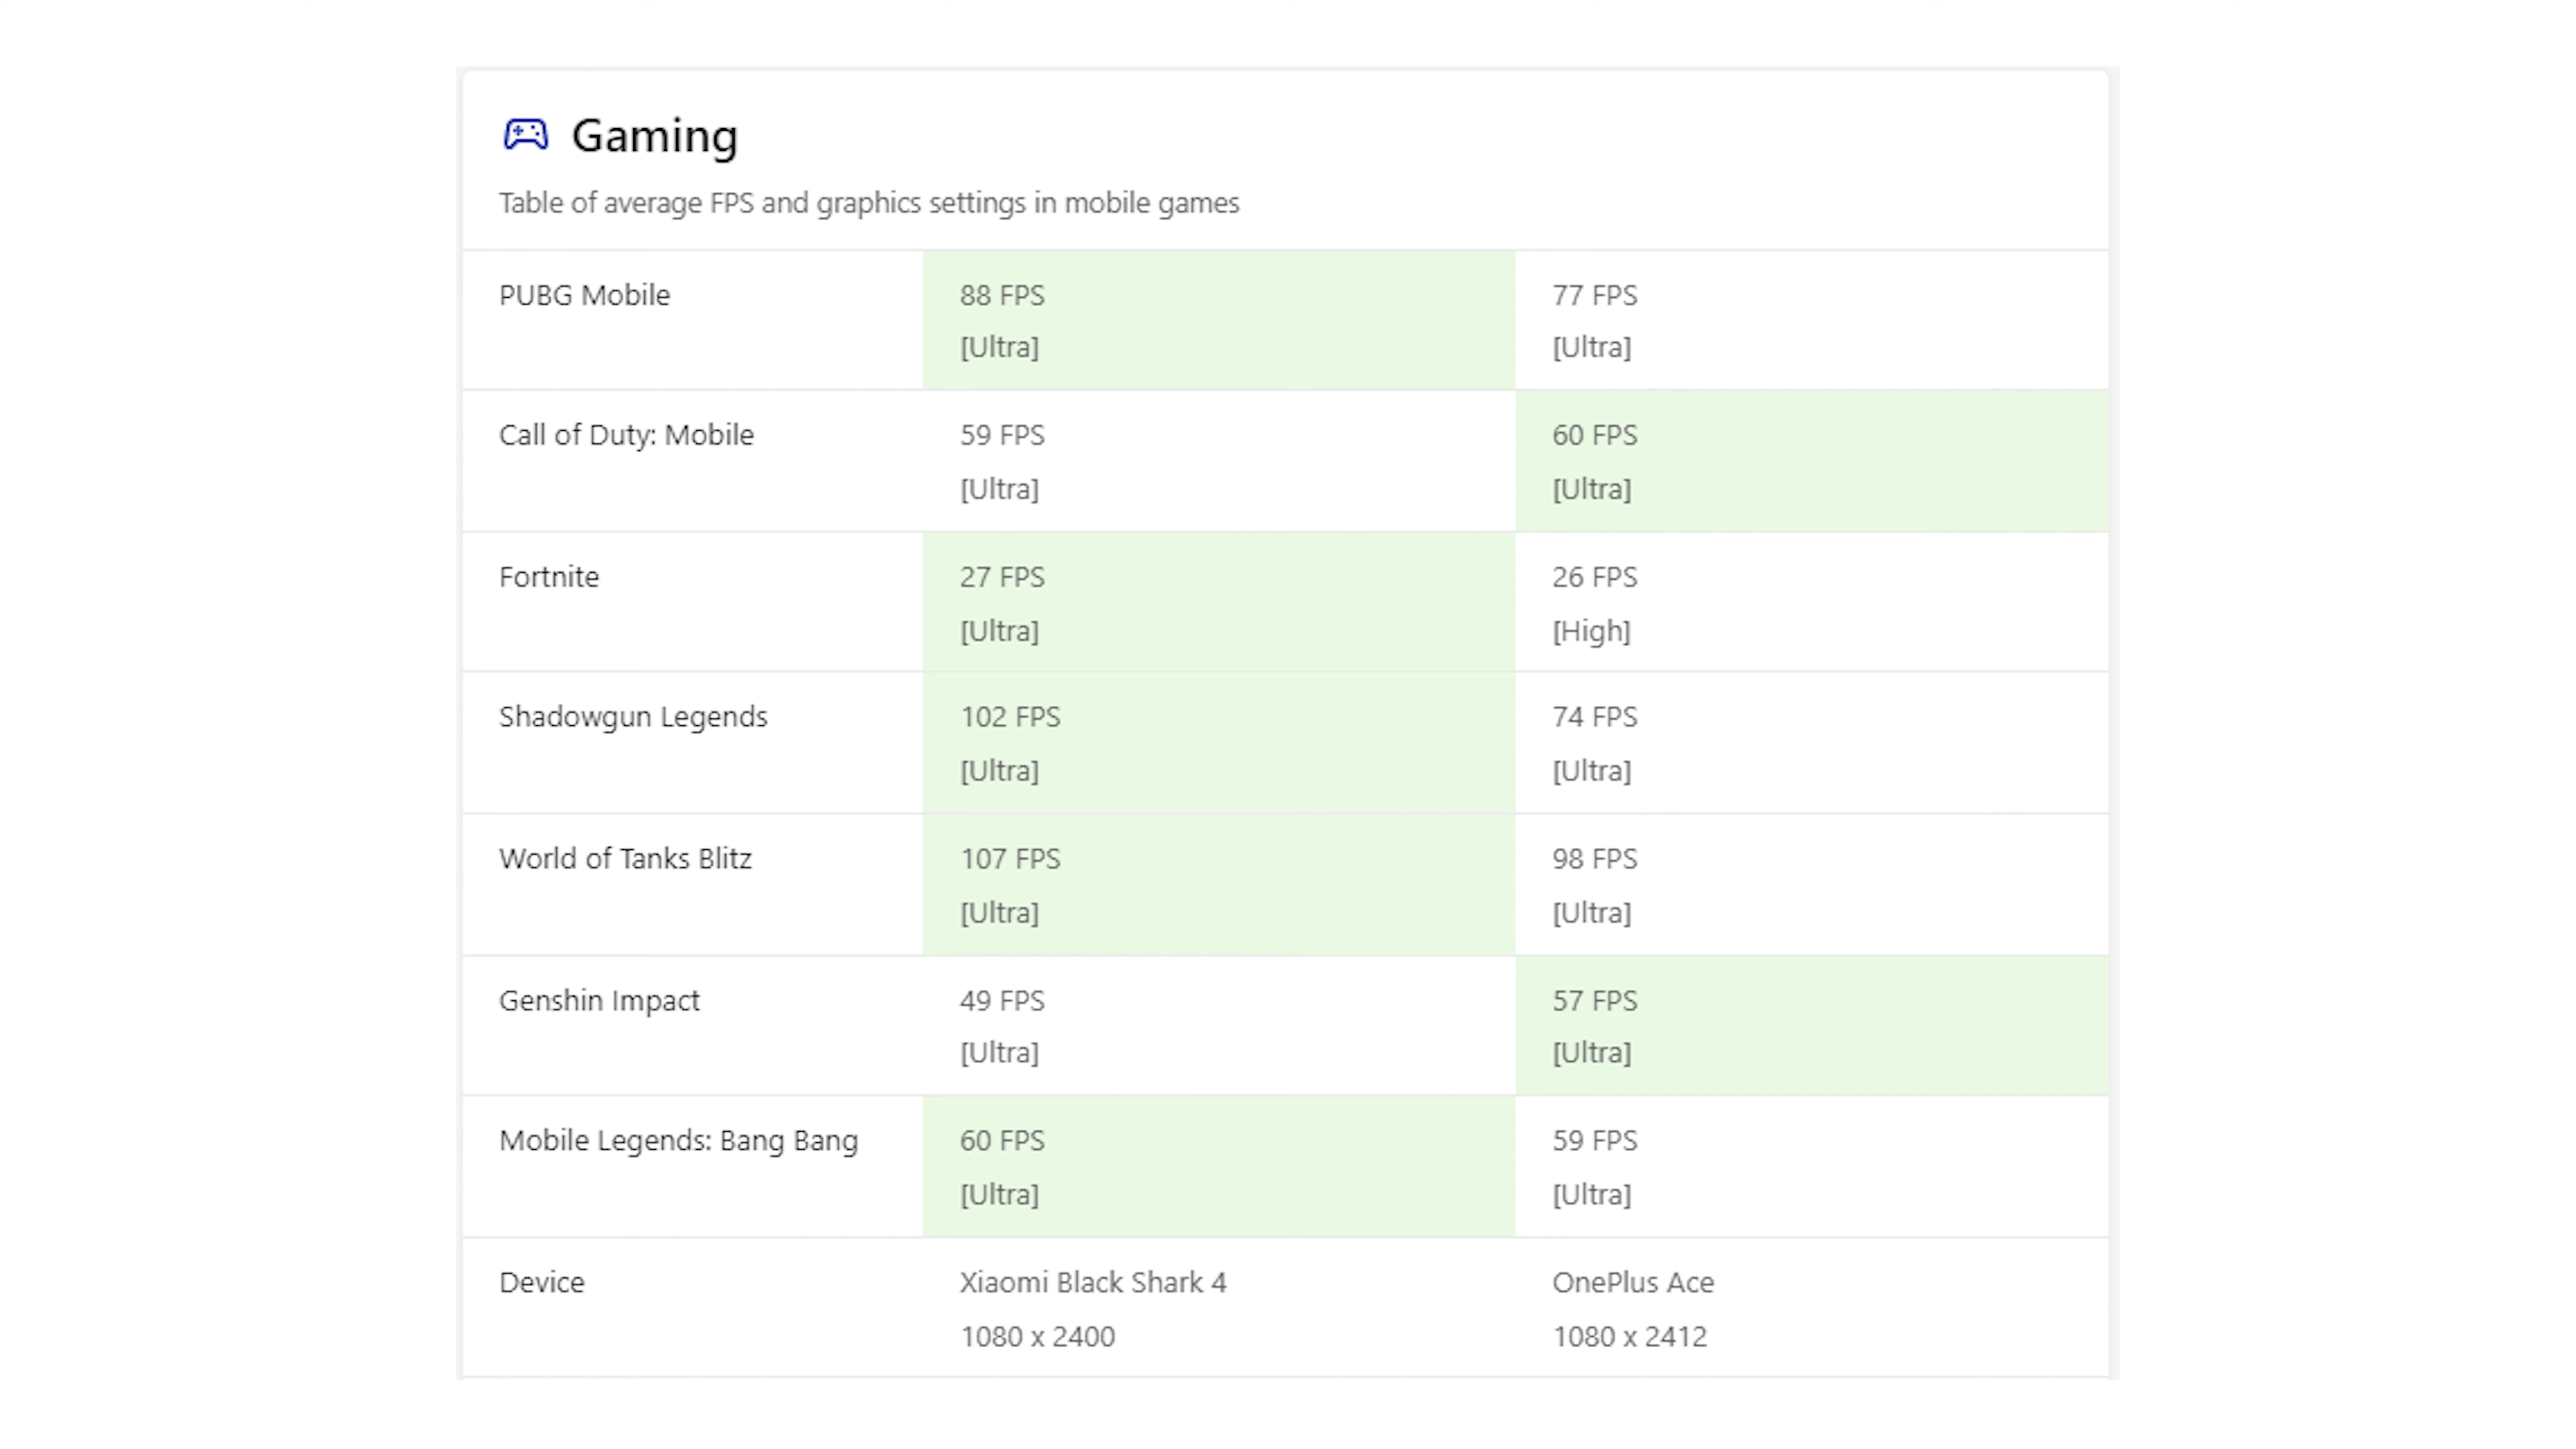 Gaming
Table of average FPS and graphics settings in mobile games
PUBG Mobile
88 FPS
[Ultra]
77 FPS
[Ultra]
Call of Duty: Mobile
59 FPS
[Ultra]
60 FPS
[Ultra]
Fortnite
27 FPS
[Ultra]
26 FPS
[High]
Shadowgun Legends
102 FPS
[Ultra]
74 FPS
[Ultra]
World of Tanks Blitz
107 FPS
[Ultra]
98 FPS
[Ultra]
Genshin Impact
49 FPS
[Ultra]
57 FPS
[Ultra]
Mobile Legends: Bang Bang
60 FPS
[Ultra]
59 FPS
[Ultra]
Device
Xiaomi Black Shark 4
1080 x 2400
OnePlus Ace
1080 x 2412